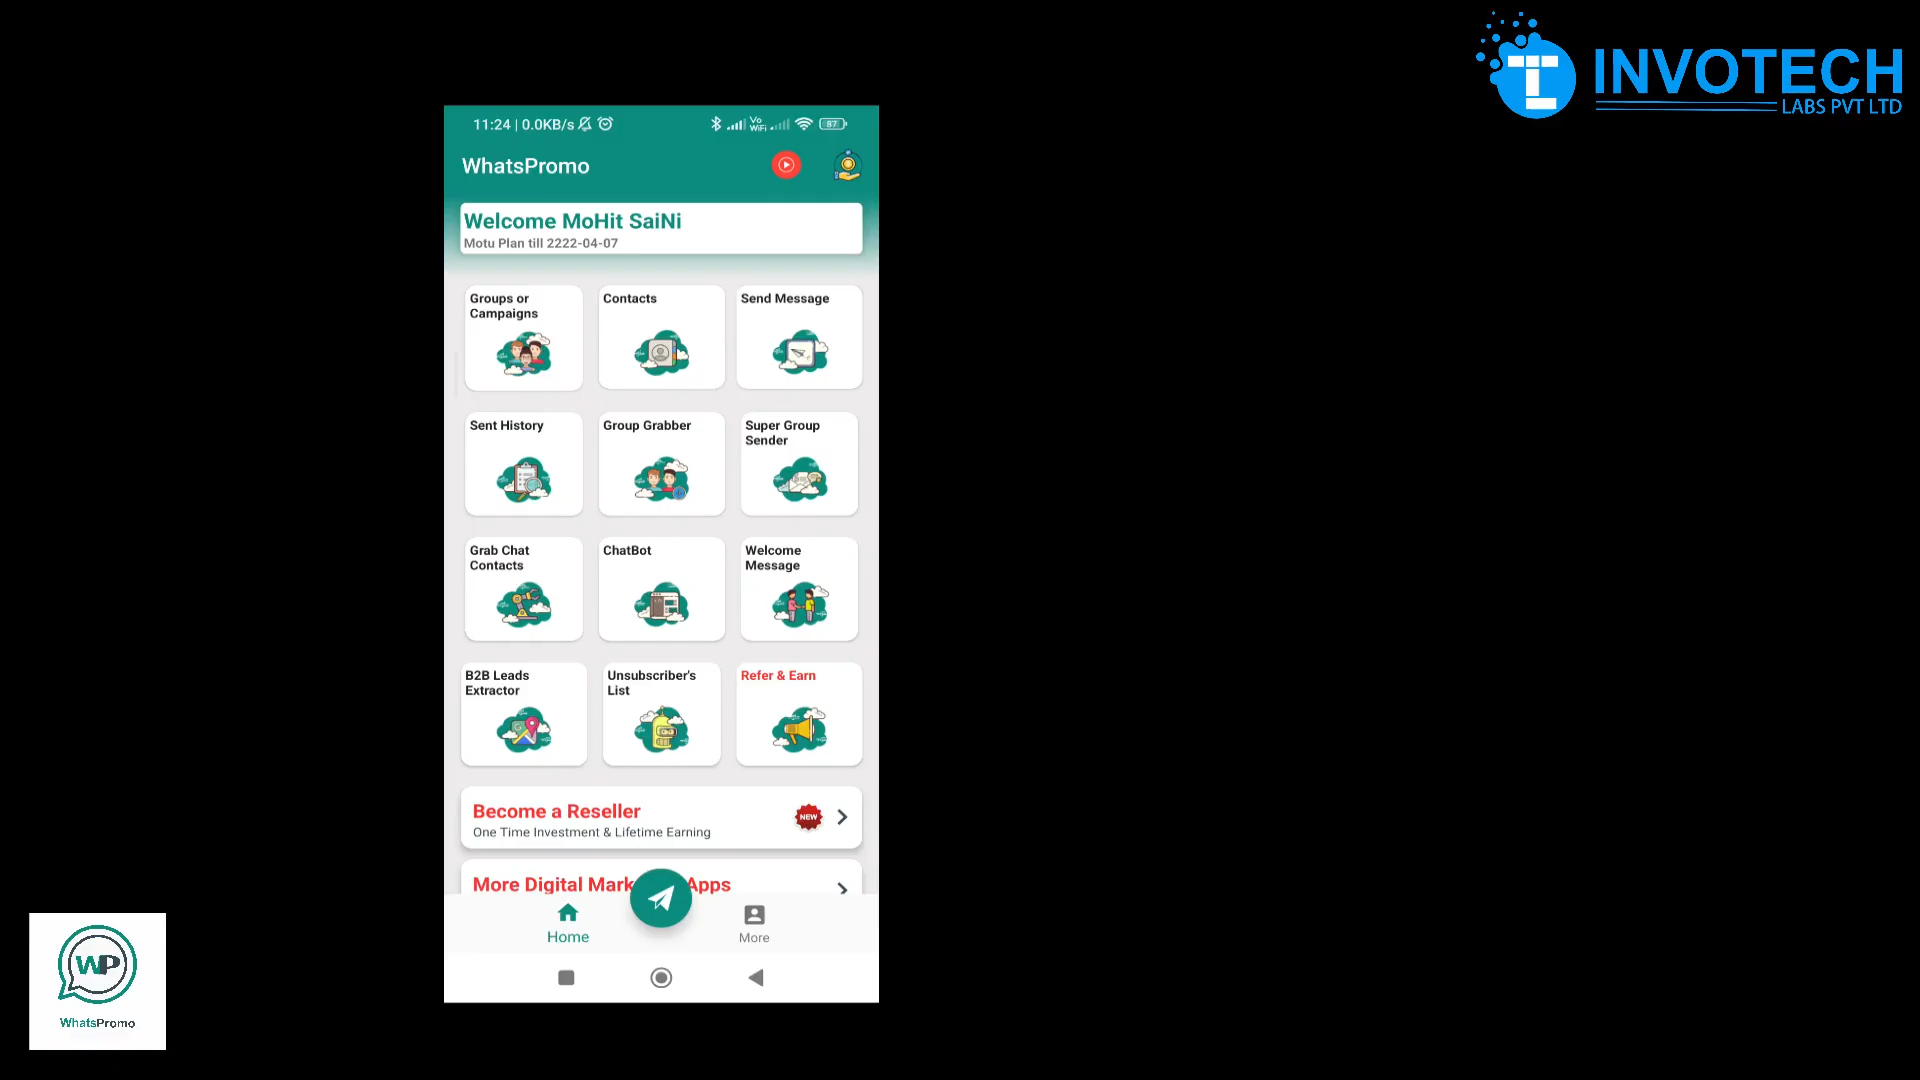 INVOTECH
LABS PVT LTD
11:24 | 0.0KB/s
Vo
WiFi
87
WhatsPromo
Welcome MoHit SaiNi
Motu Plan till 2222-04-07
Groups or
Campaigns
Contacts
Send Message
Sent History
Group Grabber
Super Group
Sender
Grab Chat
Contacts
ChatBot
Welcome
Message
B2B Leads
Extractor
Unsubscriber's
List
Refer & Earn
Become a Reseller
NEW
One Time Investment & Lifetime Earning
More Digital Mark Apps
Home
More
WP
WhatsPromo